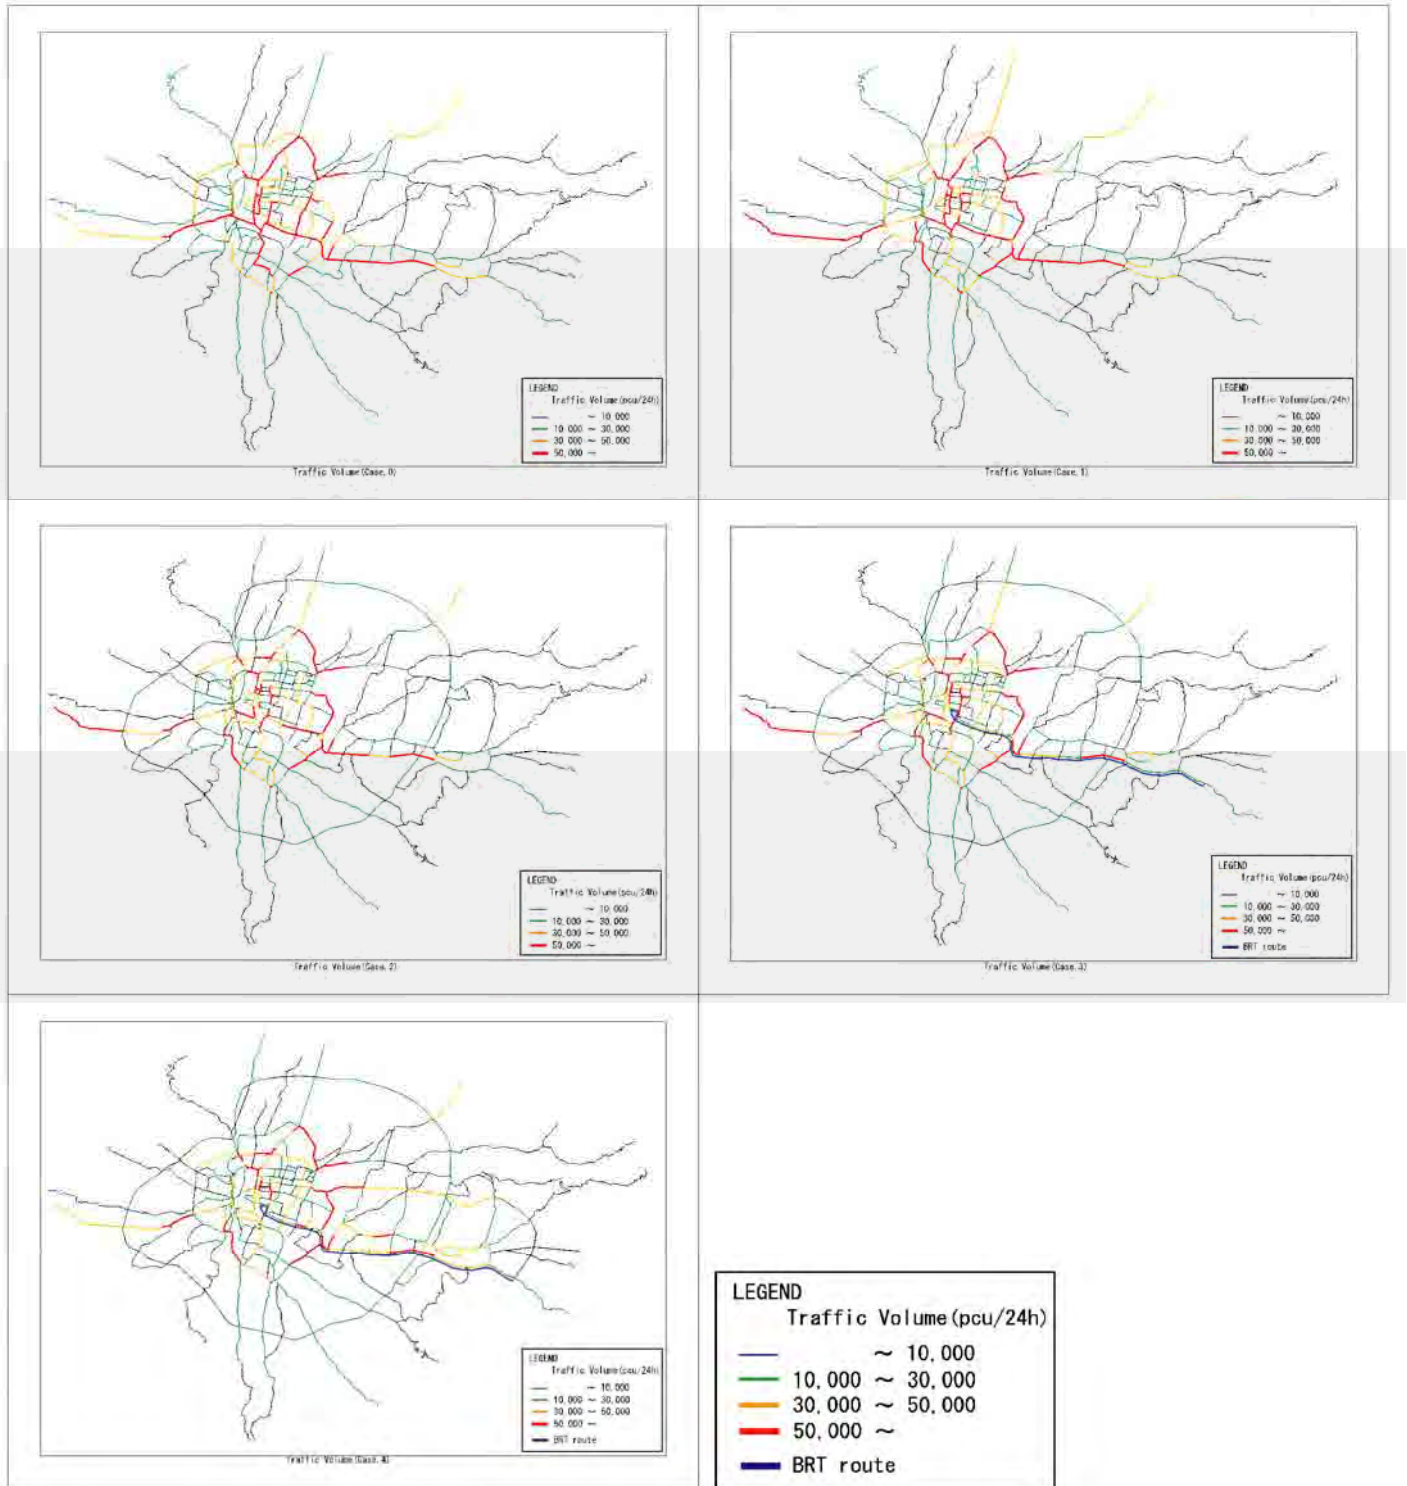 LEGEND
Traffic Volume(pcu/24h)
~ 10,000
10,000 ~ 30,000
30,000 ~ 50,000
50,000 ~
Traffic Volume(Case.0)
LEGEND
Traffic Volume(pcu/24h)
~ 10,000
10,000 ~ 30,000
30,000 ~ 50,000
50,000 ~
Traffic Volume(Case.1)
LEGEND
Traffic Volume(pcu/24h)
~ 10,000
10,000 ~ 30,000
30,000 ~ 50,000
50,000 ~
Traffic Volume(Case.2)
LEGEND
Traffic Volume(pcu/24h)
~ 10,000
10,000 ~ 30,000
30,000 ~ 50,000
50,000 ~
BRT route
Traffic Volume(Case.3)
LEGEND
Traffic Volume(pcu/24h)
~ 10,000
10,000 ~ 30,000
30,000 ~ 50,000
50,000 ~
BRT route
Traffic Volume(Case.4)
LEGEND
Traffic Volume(pcu/24h)
~ 10,000
10,000 ~ 30,000
30,000 ~ 50,000
50,000 ~
BRT route